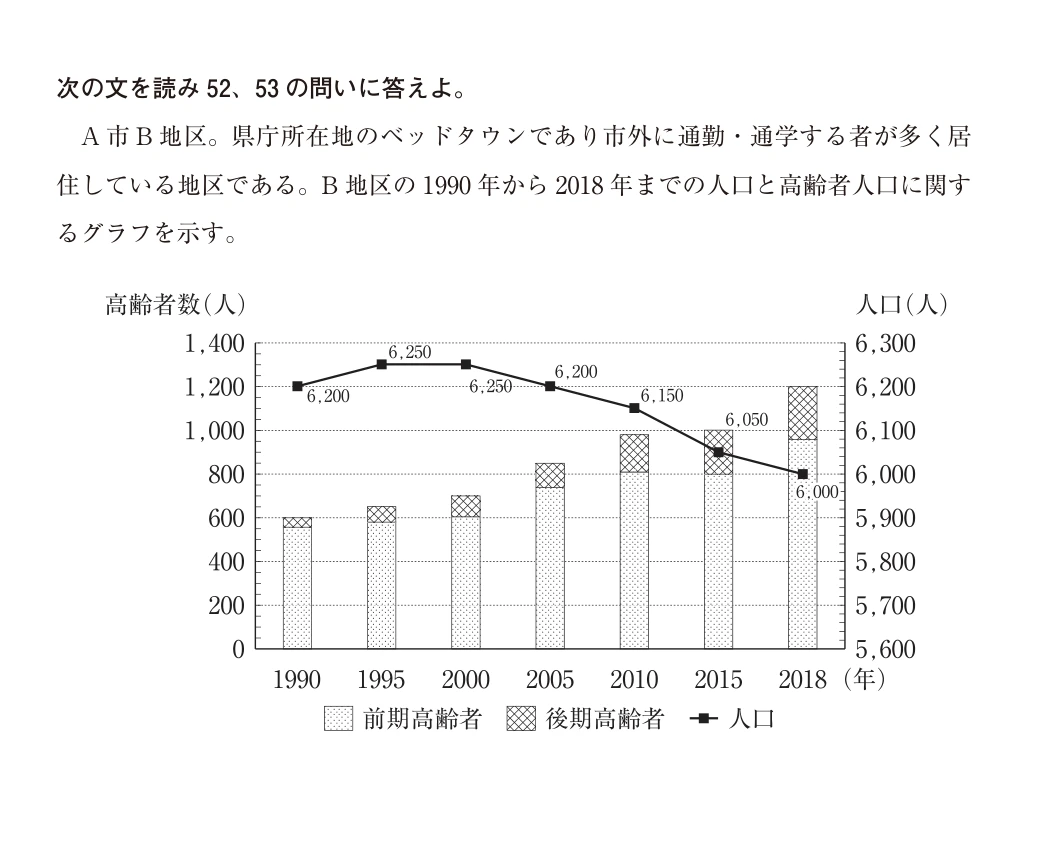 次の文を読み 52、53 の問いに答えよ。
A 市 B 地区。県庁所在地のベッドタウンであり市外に通勤・通学する者が多く居
住している地区である。B 地区の 1990 年から 2018 年までの人口と高齢者人口に関す
るグラフを示す。
高齢者数(人) 人口(人)
1,400 6,300
6,250
1,200 6,200 6,250 6,200 6,200
6,150
1,000 6,050 6,100
800 6,000
6,000
600 5,900
400 5,800
200 5,700
0 5,600
1990 1995 2000 2005 2010 2015 2018 (年)
前期高齢者 後期高齢者 人口